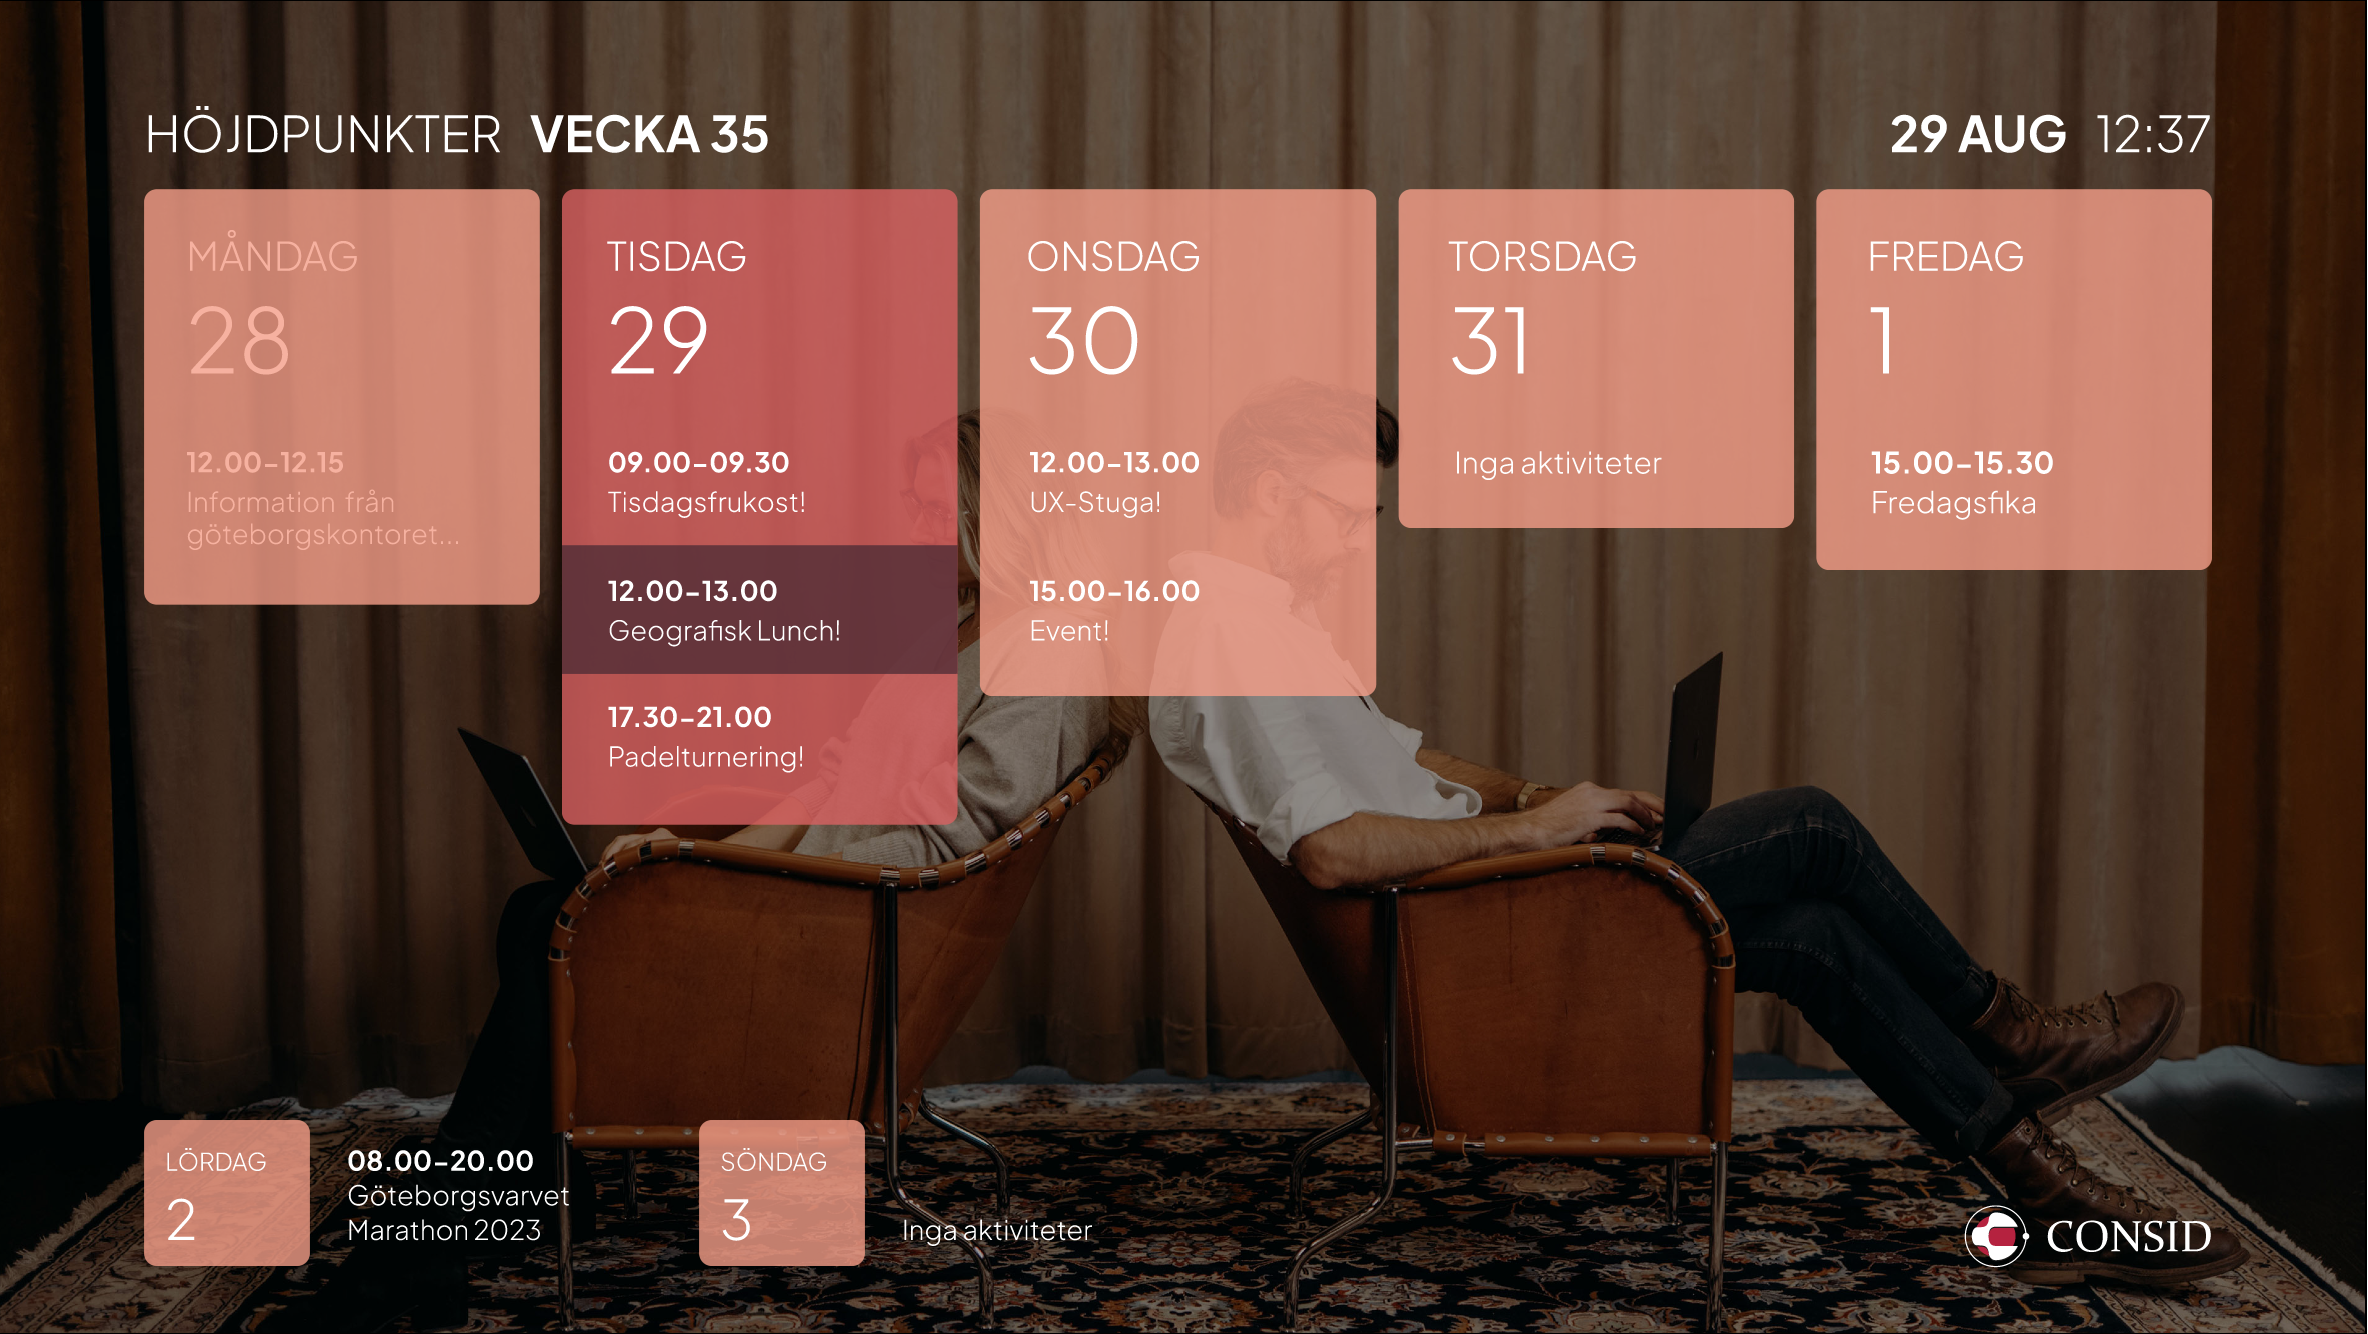 HÖJDPUNKTER VECKA 35
29 AUG 12:37
MÅNDAG
28
12.00–12.15
Information från
göteborgskontoret...
TISDAG
29
09.00–09.30
Tisdagsfrukost!
12.00–13.00
Geografisk Lunch!
17.30–21.00
Padelturnering!
ONSDAG
30
12.00–13.00
UX-Stuga!
15.00–16.00
Event!
TORSDAG
31
Inga aktiviteter
FREDAG
1
15.00–15.30
Fredagsfika
LÖRDAG
2
08.00–20.00
Göteborgsvarvet
Marathon 2023
SÖNDAG
3
Inga aktiviteter
CONSID